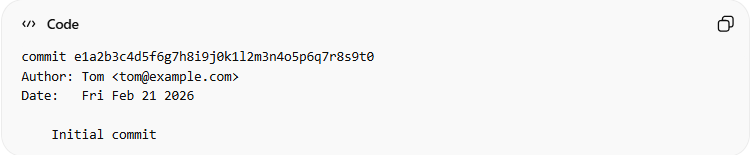 Code
commit e1a2b3c4d5f6g7h8i9j0k1l2m3n4o5p6q7r8s9t0
Author: Tom <tom@example.com>
Date:   Fri Feb 21 2026
Initial commit